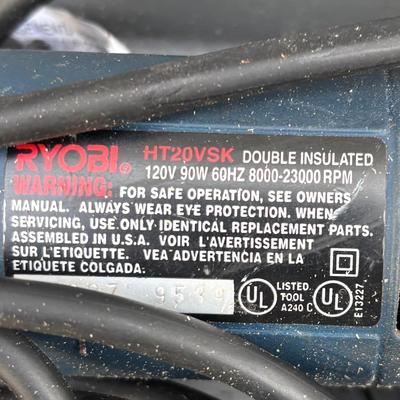 RYOBI® HT20VSK DOUBLE INSULATED
120V 90W 60HZ 8000-23000 RPM
WARNING: FOR SAFE OPERATION, SEE OWNERS
MANUAL. ALWAYS WEAR EYE PROTECTION. WHEN
SERVICING, USE ONLY IDENTICAL REPLACEMENT PARTS.
ASSEMBLED IN U.S.A. VOIR L'AVERTISSEMENT
SUR L'ETIQUETTE. VEA ADVERTENCIA EN LA
ETIQUETE COLGADA.
9539
UL
LISTED
TOOL
A240 C
UL
E13227